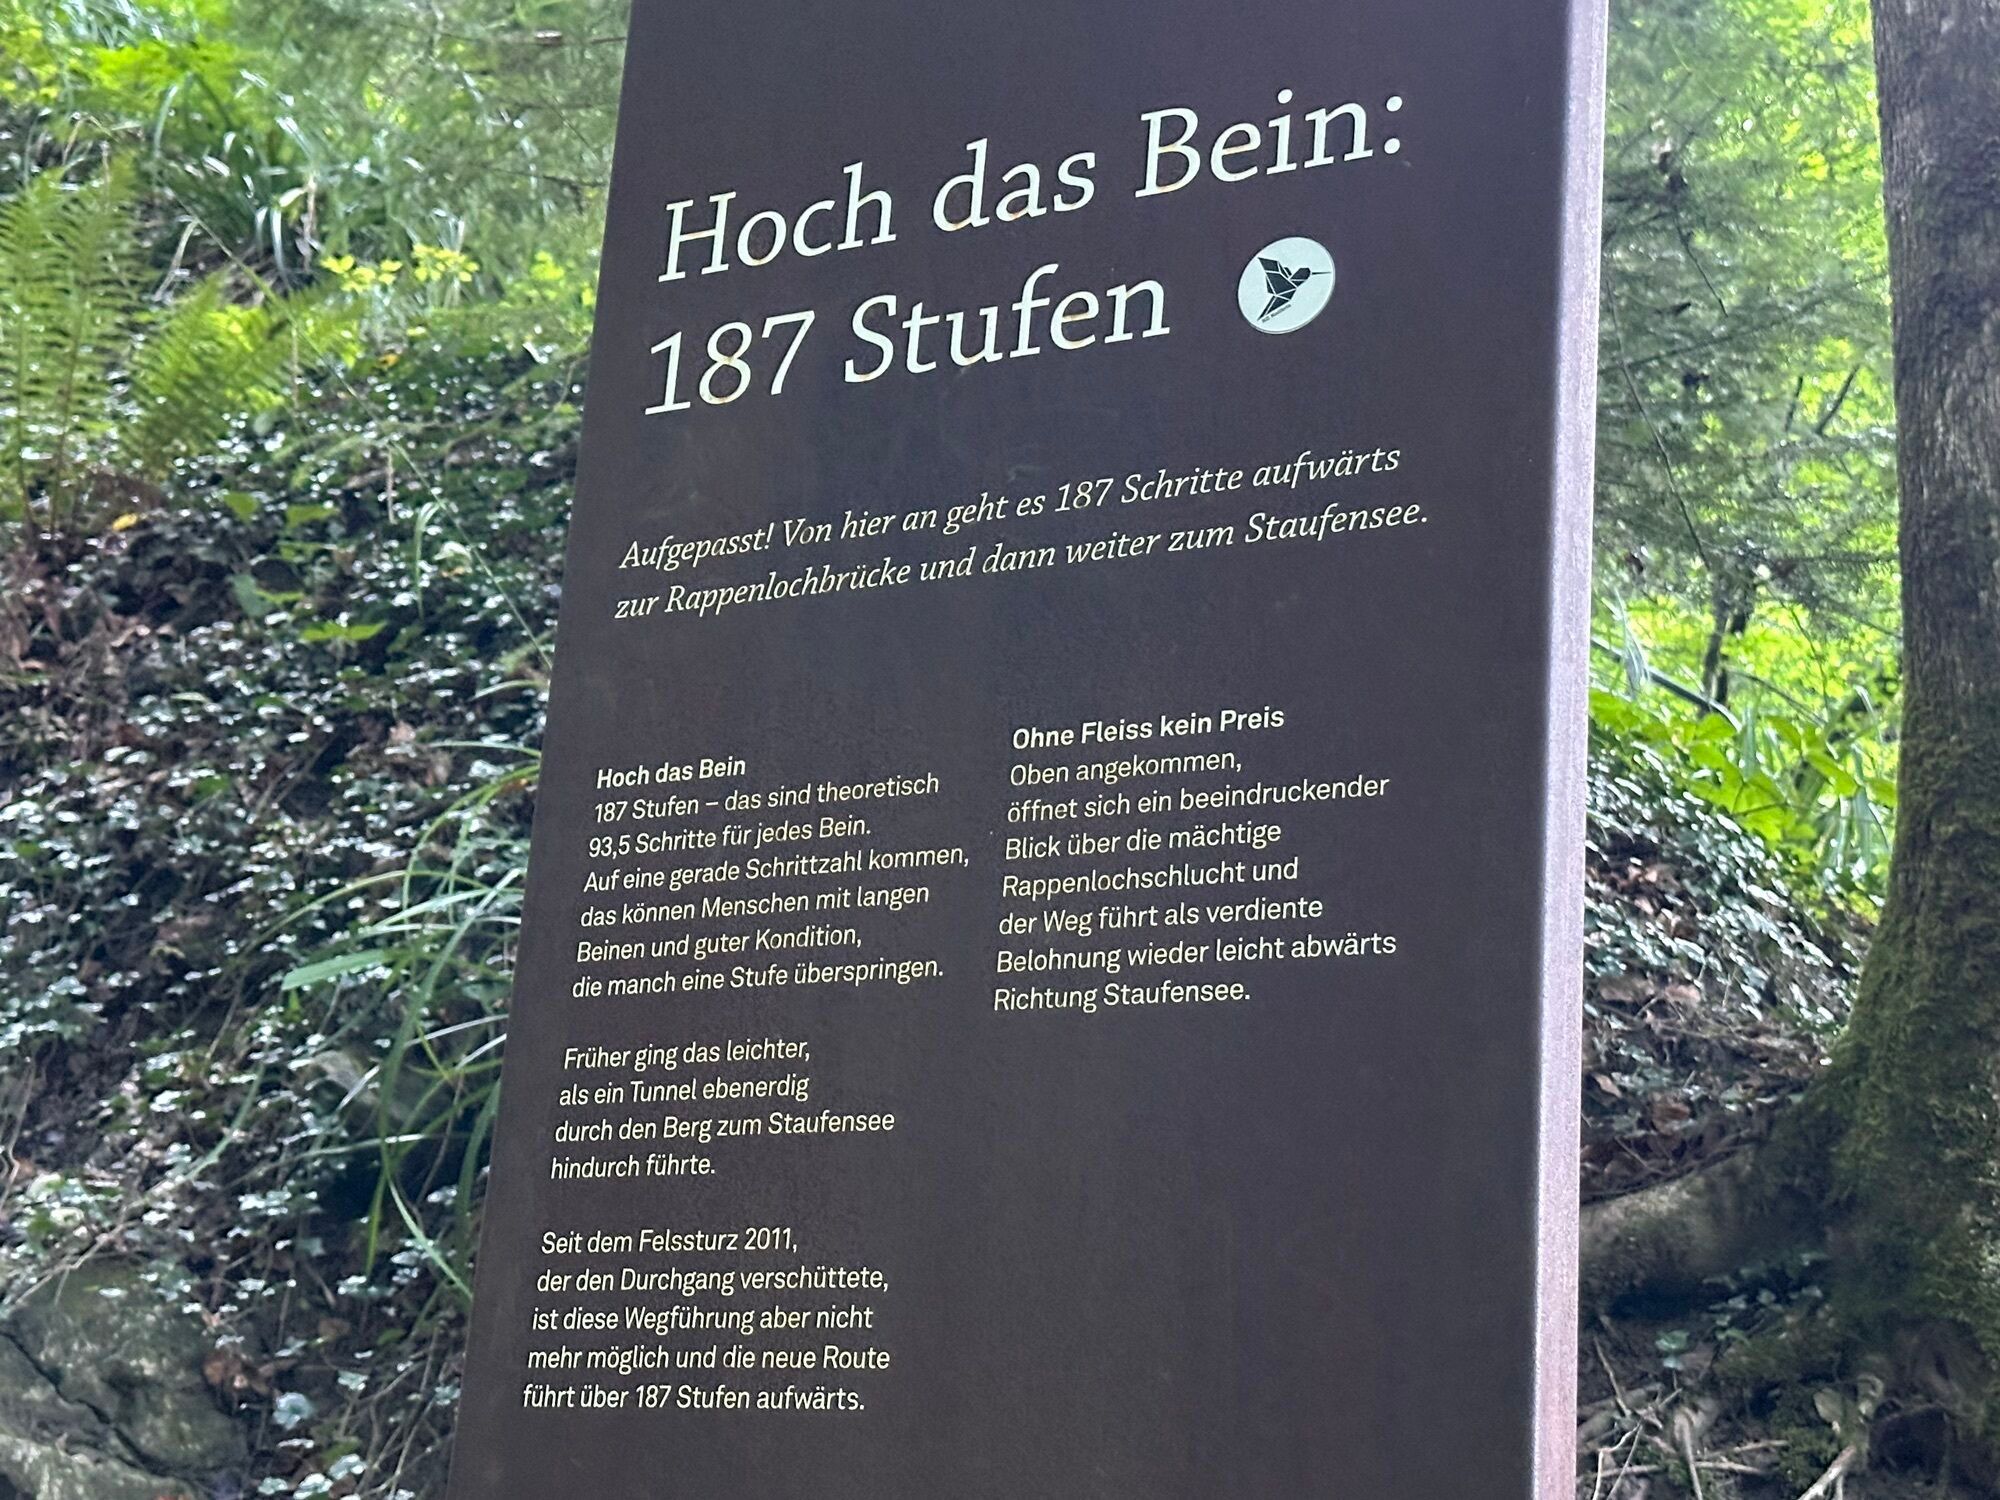 Hoch das Bein:
187 Stufen
Aufgepasst! Von hier an geht es 187 Schritte aufwärts
zur Rappenlochbrücke und dann weiter zum Staufensee.
Hoch das Bein
187 Stufen – das sind theoretisch
93,5 Schritte für jedes Bein.
Auf eine gerade Schrittzahl kommen,
das können Menschen mit langen
Beinen und guter Kondition,
die manch eine Stufe überspringen.
Früher ging das leichter,
als ein Tunnel ebenerdig
durch den Berg zum Staufensee
hindurch führte.
Seit dem Felssturz 2011,
der den Durchgang verschüttete,
ist diese Wegführung aber nicht
mehr möglich und die neue Route
führt über 187 Stufen aufwärts.
Ohne Fleiss kein Preis
Oben angekommen,
öffnet sich ein beeindruckender
Blick über die mächtige
Rappenlochschlucht und
der Weg führt als verdiente
Belohnung wieder leicht abwärts
Richtung Staufensee.